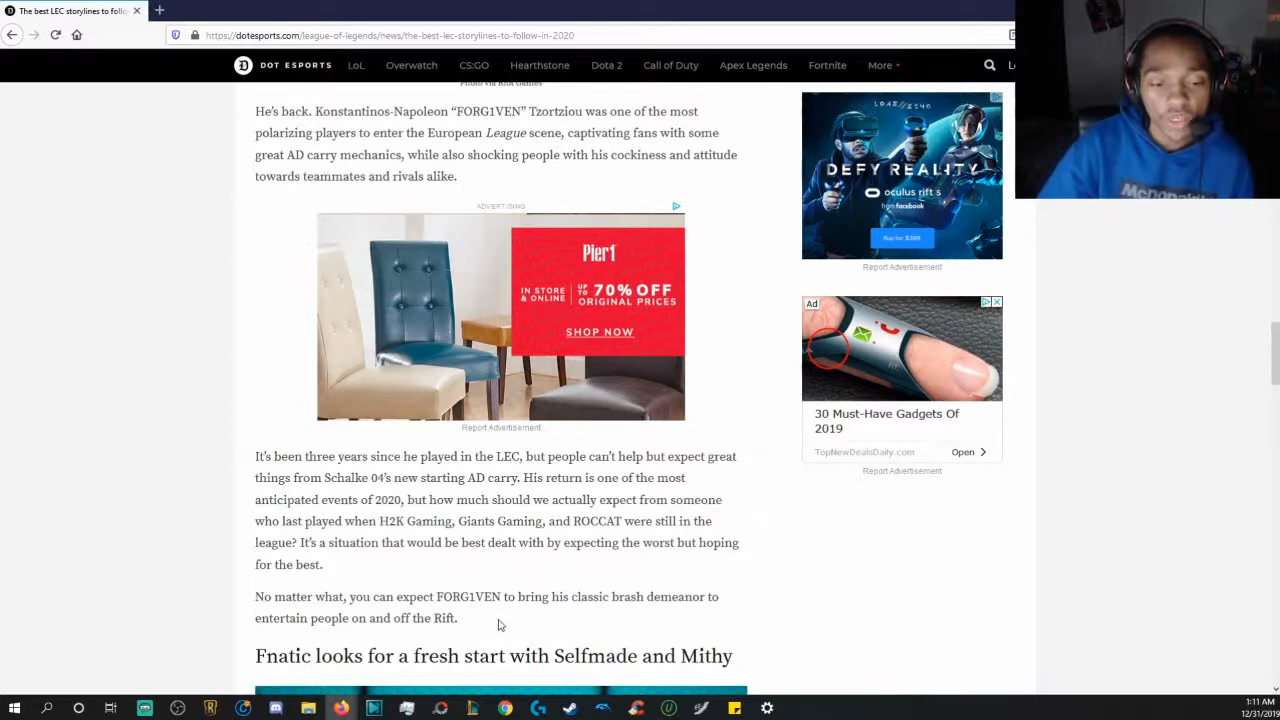 The best LEC storylines to follo
https://dotesports.com/league-of-legends/news/the-best-lec-storylines-to-follow-in-2020
DOT ESPORTS LoL Overwatch CS:GO Hearthstone Dota 2 Call of Duty Apex Legends Fortnite More
Photo via Riot Games
He's back. Konstantinos-Napoleon “FORG1VEN” Tzortziou was one of the most
polarizing players to enter the European League scene, captivating fans with some
great AD carry mechanics, while also shocking people with his cockiness and attitude
towards teammates and rivals alike.
ADVERTISING
Pier1
IN STORE & ONLINE UP TO 70% OFF ORIGINAL PRICES
SHOP NOW
Report Advertisement
It's been three years since he played in the LEC, but people can't help but expect great
things from Schalke 04's new starting AD carry. His return is one of the most
anticipated events of 2020, but how much should we actually expect from someone
who last played when H2K Gaming, Giants Gaming, and ROCCAT were still in the
league? It's a situation that would be best dealt with by expecting the worst but hoping
for the best.
No matter what, you can expect FORG1VEN to bring his classic brash demeanor to
entertain people on and off the Rift.
Fnatic looks for a fresh start with Selfmade and Mithy
DEFY REALITY
oculus rift s
from facebook
Buy for $399
Report Advertisement
Ad
30 Must-Have Gadgets Of
2019
TopNewDealsDaily.com Open
Report Advertisement
1:11 AM
12/31/2019